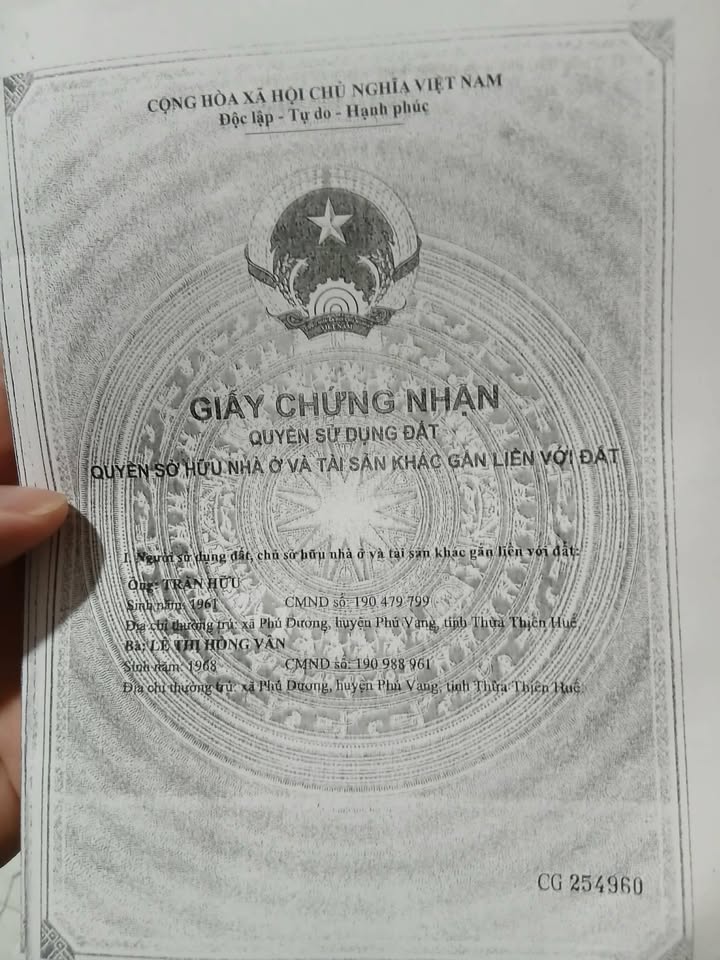 CỘNG HÒA XÃ HỘI CHỦ NGHĨA VIỆT NAM
Độc lập - Tự do - Hạnh phúc
VIỆT NAM
GIẤY CHỨNG NHẬN
QUYỀN SỬ DỤNG ĐẤT
QUYỀN SỞ HỮU NHÀ Ở VÀ TÀI SẢN KHÁC GẮN LIỀN VỚI ĐẤT
I. Người sử dụng đất, chủ sở hữu nhà ở và tài sản khác gắn liền với đất:
Ông: TRẦN HỮU
Sinh năm: 1961 CMND số: 190 479 799
Địa chỉ thường trú: xã Phú Dương, huyện Phú Vang, tỉnh Thừa Thiên Huế.
Bà: LÊ THỊ HỒNG VÂN
Sinh năm: 1968 CMND số: 190 988 961
Địa chỉ thường trú: xã Phú Dương, huyện Phú Vang, tỉnh Thừa Thiên Huế.
CG 254960